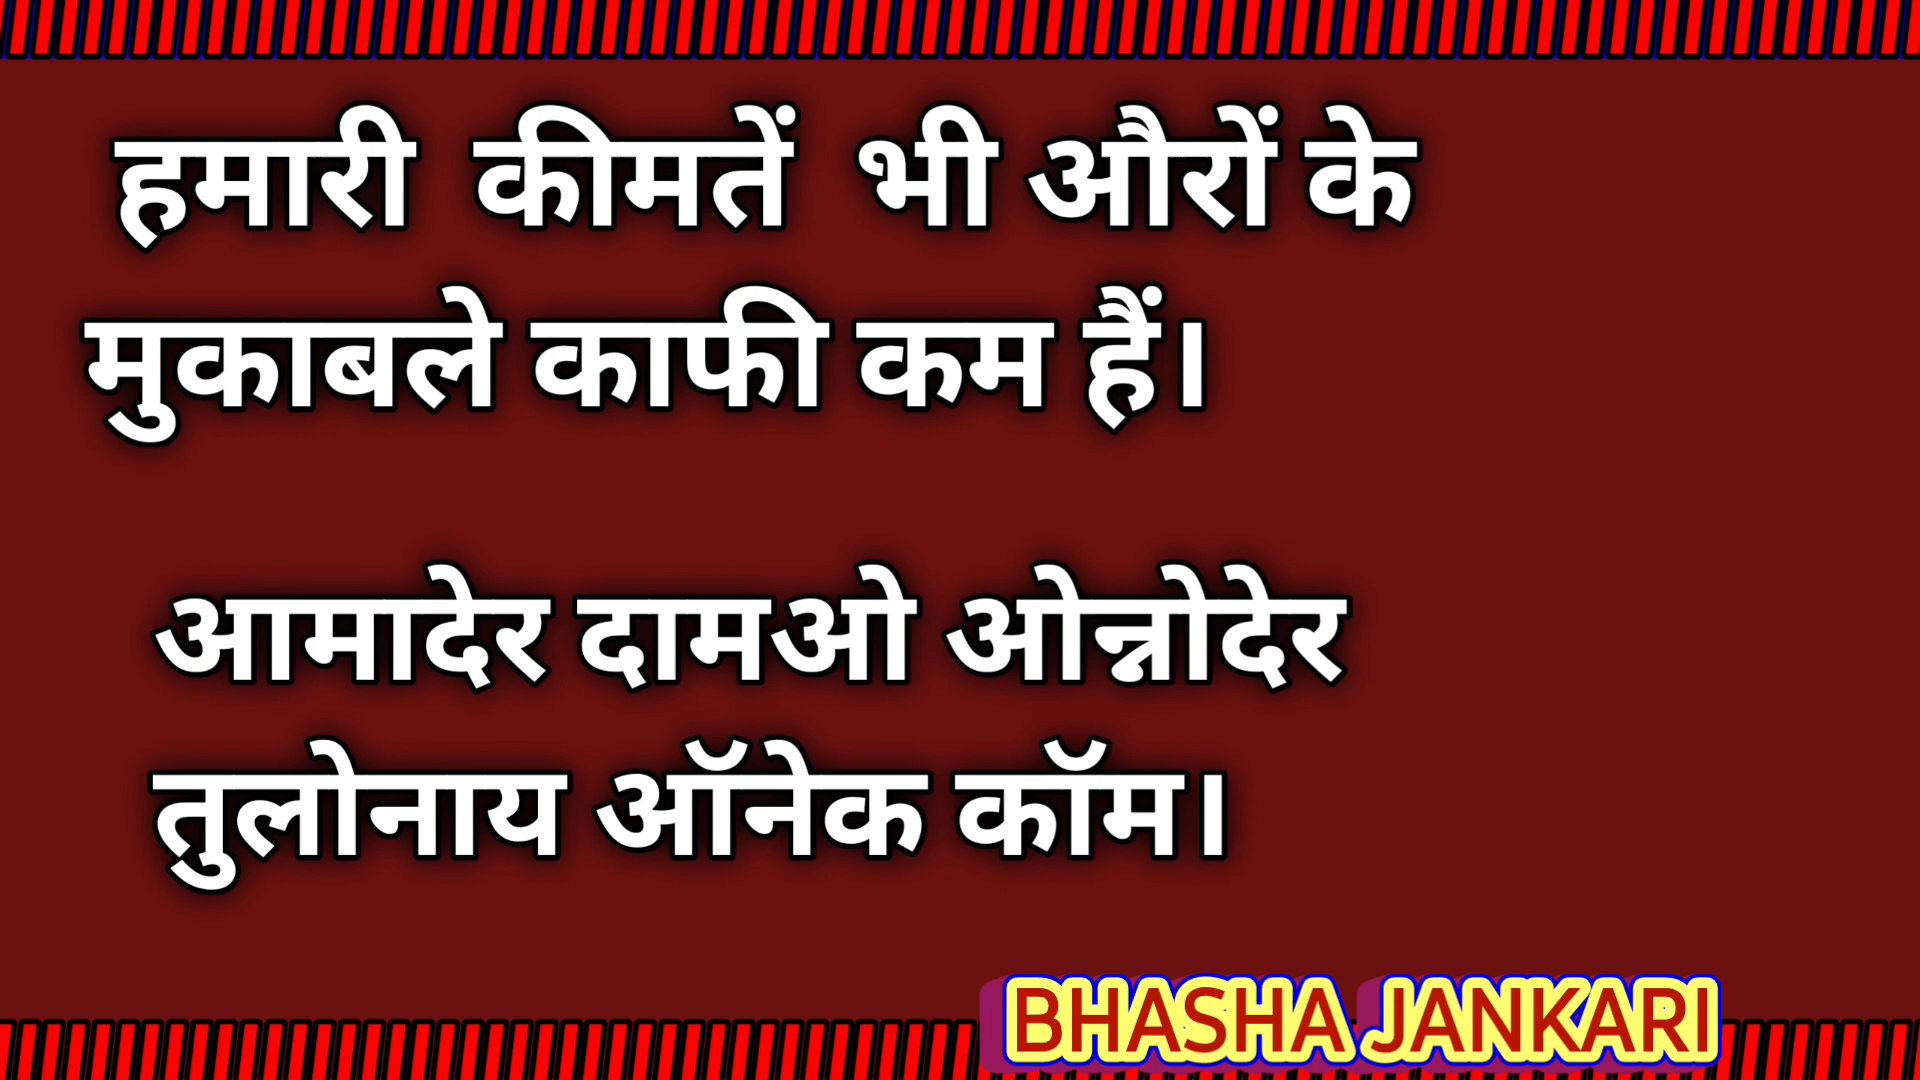 हमारी कीमतें भी औरों के
मुकाबले काफी कम हैं।
आमादेर दामओ ओन्नोदेर
तुलोनाय ऑनेक कॉम।
BHASHA JANKARI